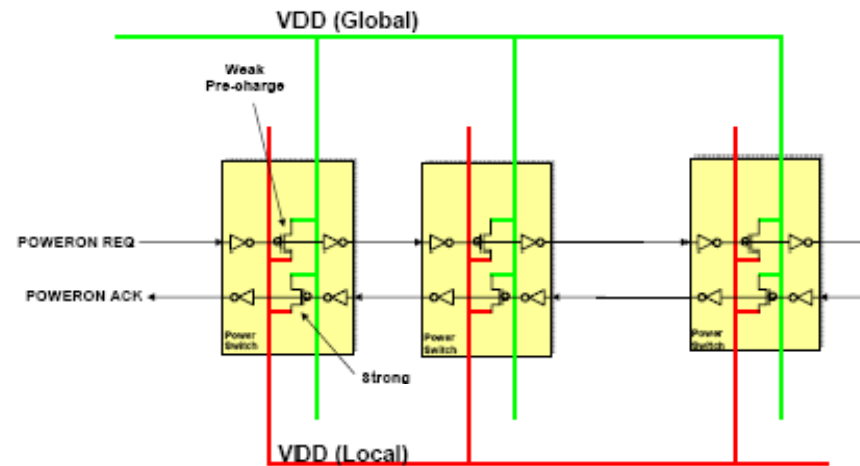 VDD (Global)
Weak
Pre-charge
POWERON REQ
POWERON ACK
Power
Switch
Power
Switch
Power
Switch
Strong
VDD (Local)